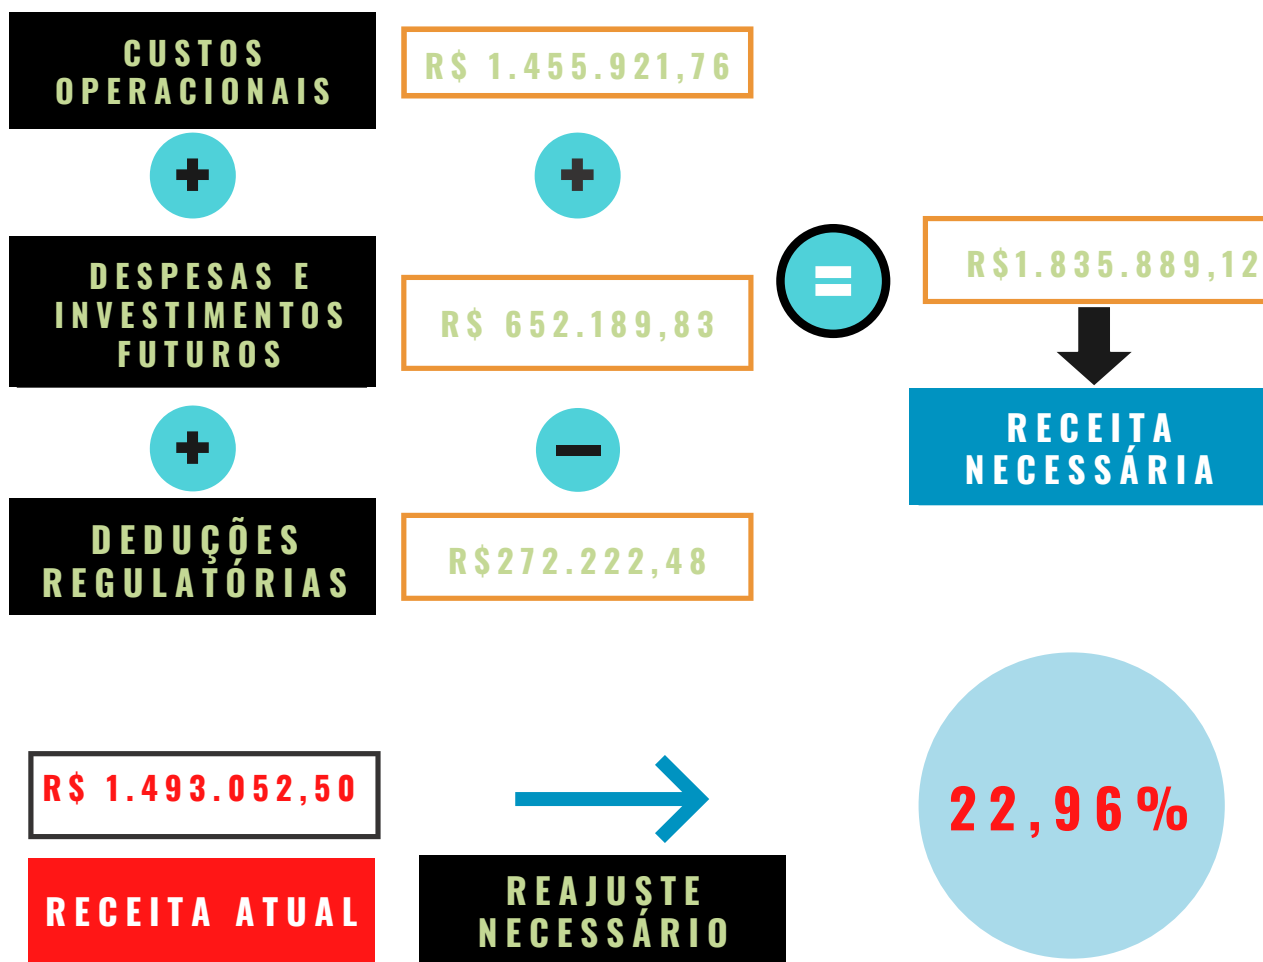 CUSTOS
OPERACIONAIS
R$ 1.455.921,76
+
+
DESPESAS E
INVESTIMENTOS
FUTUROS
R$ 652.189,83
=
R$1.835.889,12
RECEITA
NECESSÁRIA
+
−
DEDUÇÕES
REGULATÓRIAS
R$272.222,48
R$ 1.493.052,50
RECEITA ATUAL
REAJUSTE
NECESSÁRIO
22,96%